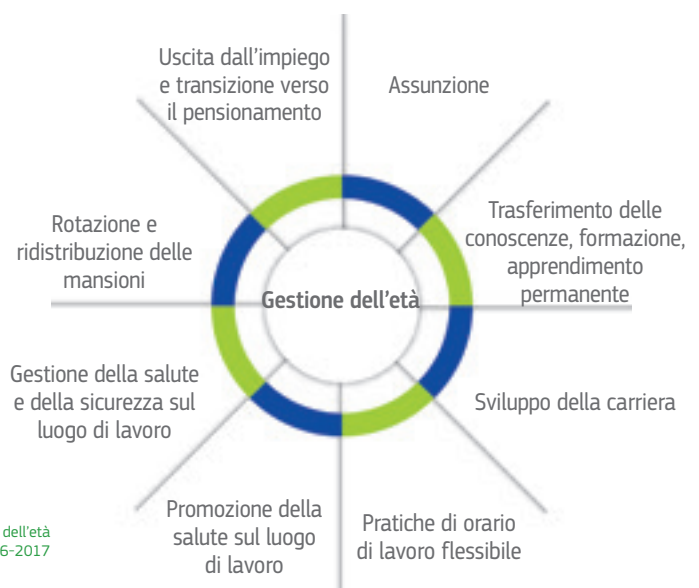 Uscita dall'impiego
e transizione verso
il pensionamento
Assunzione
Trasferimento delle
conoscenze, formazione,
apprendimento
permanente
Sviluppo della carriera
Pratiche di orario
di lavoro flessibile
Promozione della
salute sul luogo
di lavoro
Gestione della salute
e della sicurezza sul
luogo di lavoro
Rotazione e
ridistribuzione delle
mansioni
Gestione dell'età
dell'età
6-2017